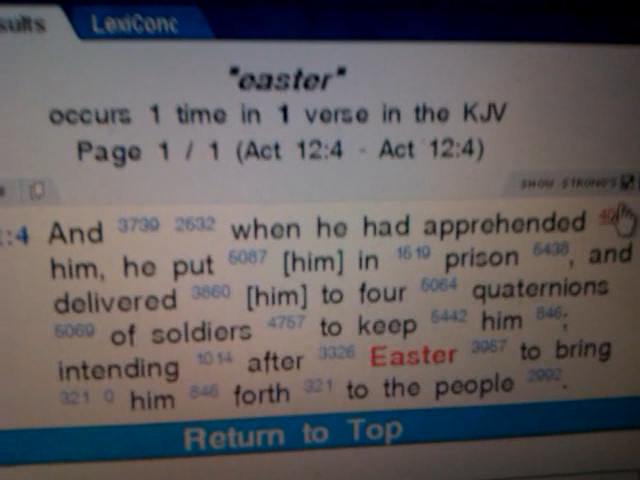 sults LexiConc
"easter"
occurs 1 time in 1 verse in the KJV
Page 1 / 1 (Act 12:4 - Act 12:4)
SHOW STRONG'S
:4 And 3739 2532 when he had apprehended
him, he put 5087 [him] in 1519 prison 5438, and
delivered 3860 [him] to four 5064 quaternions
5069 of soldiers 4757 to keep 5442 him 846;
intending 1014 after 3326 Easter 3957 to bring
321 0 him 846 forth 321 to the people 2992.
Return to Top